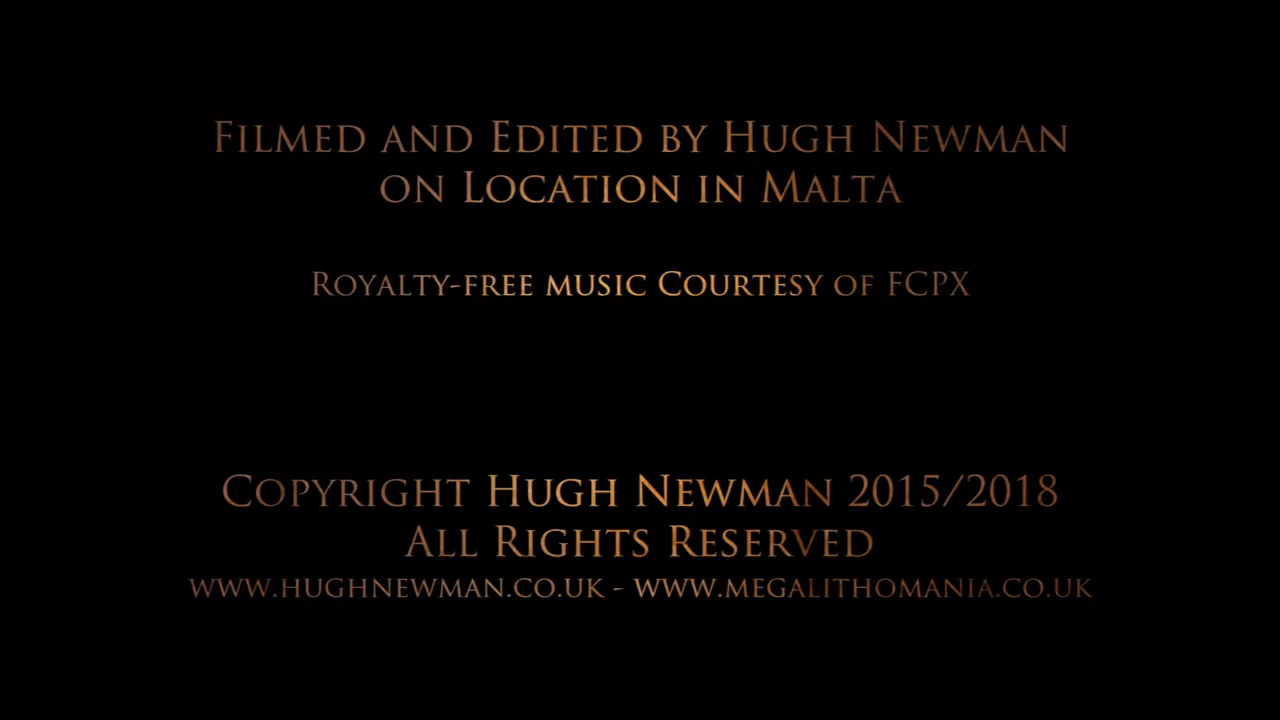 Filmed and Edited by Hugh Newman
on Location in Malta
Royalty-free music Courtesy of FCPX
Copyright Hugh Newman 2015/2018
All Rights Reserved
www.hughnewman.co.uk - www.megalithomania.co.uk